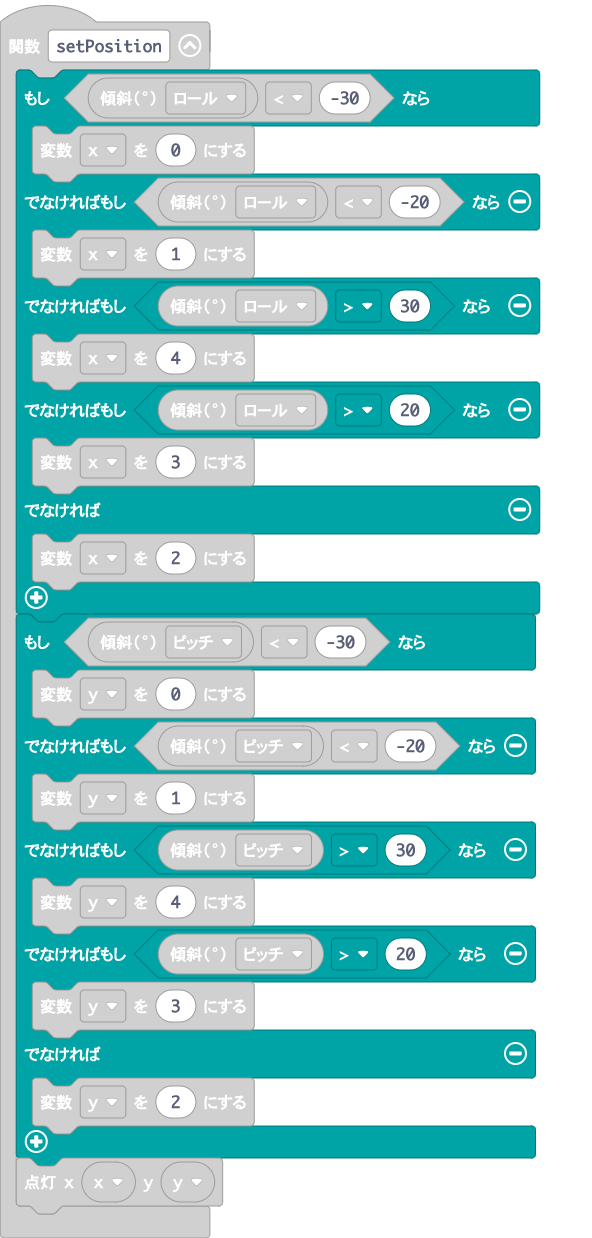 関数 setPosition
もし 傾斜(°) ロール < -30 なら
変数 x を 0 にする
でなければもし 傾斜(°) ロール < -20 なら
変数 x を 1 にする
でなければもし 傾斜(°) ロール > 30 なら
変数 x を 4 にする
でなければもし 傾斜(°) ロール > 20 なら
変数 x を 3 にする
でなければ
変数 x を 2 にする
もし 傾斜(°) ピッチ < -30 なら
変数 y を 0 にする
でなければもし 傾斜(°) ピッチ < -20 なら
変数 y を 1 にする
でなければもし 傾斜(°) ピッチ > 30 なら
変数 y を 4 にする
でなければもし 傾斜(°) ピッチ > 20 なら
変数 y を 3 にする
でなければ
変数 y を 2 にする
点灯 x x y y